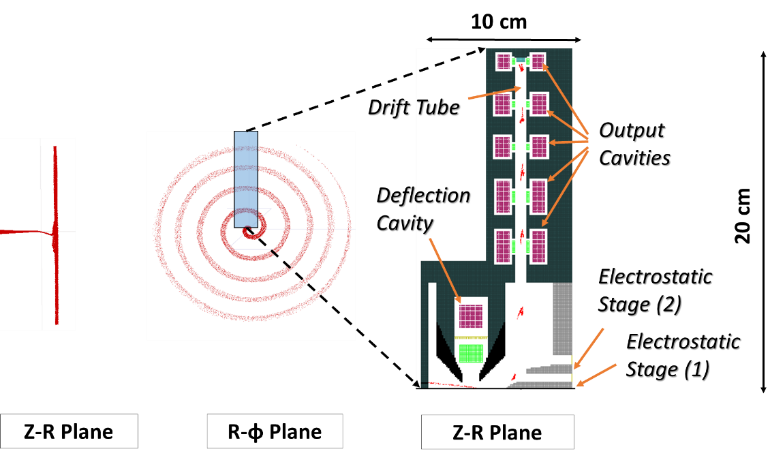 10 cm
Drift Tube
Output
Cavities
Deflection
Cavity
20 cm
Electrostatic
Stage (2)
Electrostatic
Stage (1)
Z-R Plane
R-ϕ Plane
Z-R Plane